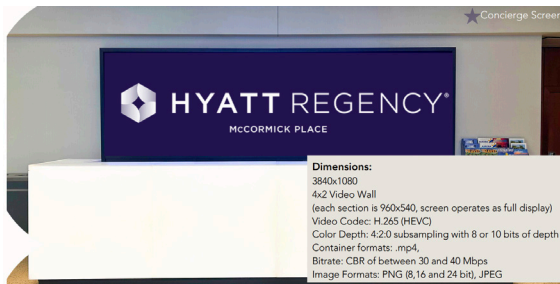 Concierge Screen
HYATT REGENCY®
McCORMICK PLACE
Dimensions:
3840x1080
4x2 Video Wall
(each section is 960x540, screen operates as full display)
Video Codec: H.265 (HEVC)
Color Depth: 4:2:0 subsampling with 8 or 10 bits of depth
Container formats: .mp4,
Bitrate: CBR of between 30 and 40 Mbps
Image Formats: PNG (8,16 and 24 bit), JPEG